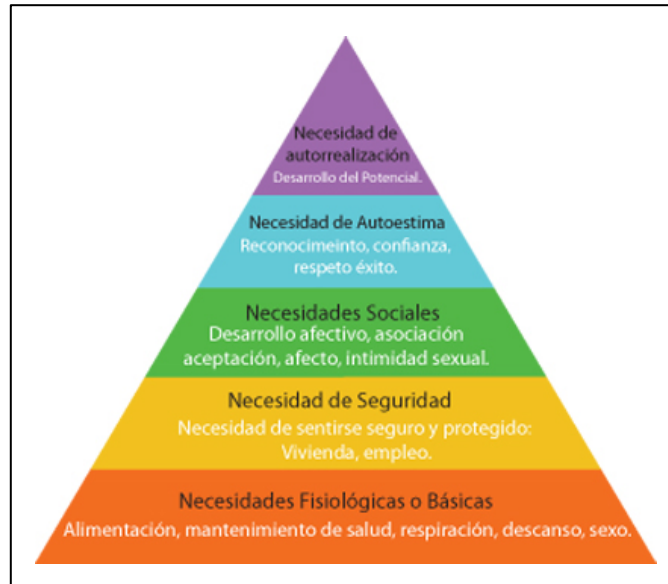 Necesidad de
autorrealización
Desarrollo del Potencial.
Necesidad de Autoestima
Reconocimeinto, confianza,
respeto éxito.
Necesidades Sociales
Desarrollo afectivo, asociación
aceptación, afecto, intimidad sexual.
Necesidad de Seguridad
Necesidad de sentirse seguro y protegido:
Vivienda, empleo.
Necesidades Fisiológicas o Básicas
Alimentación, mantenimiento de salud, respiración, descanso, sexo.